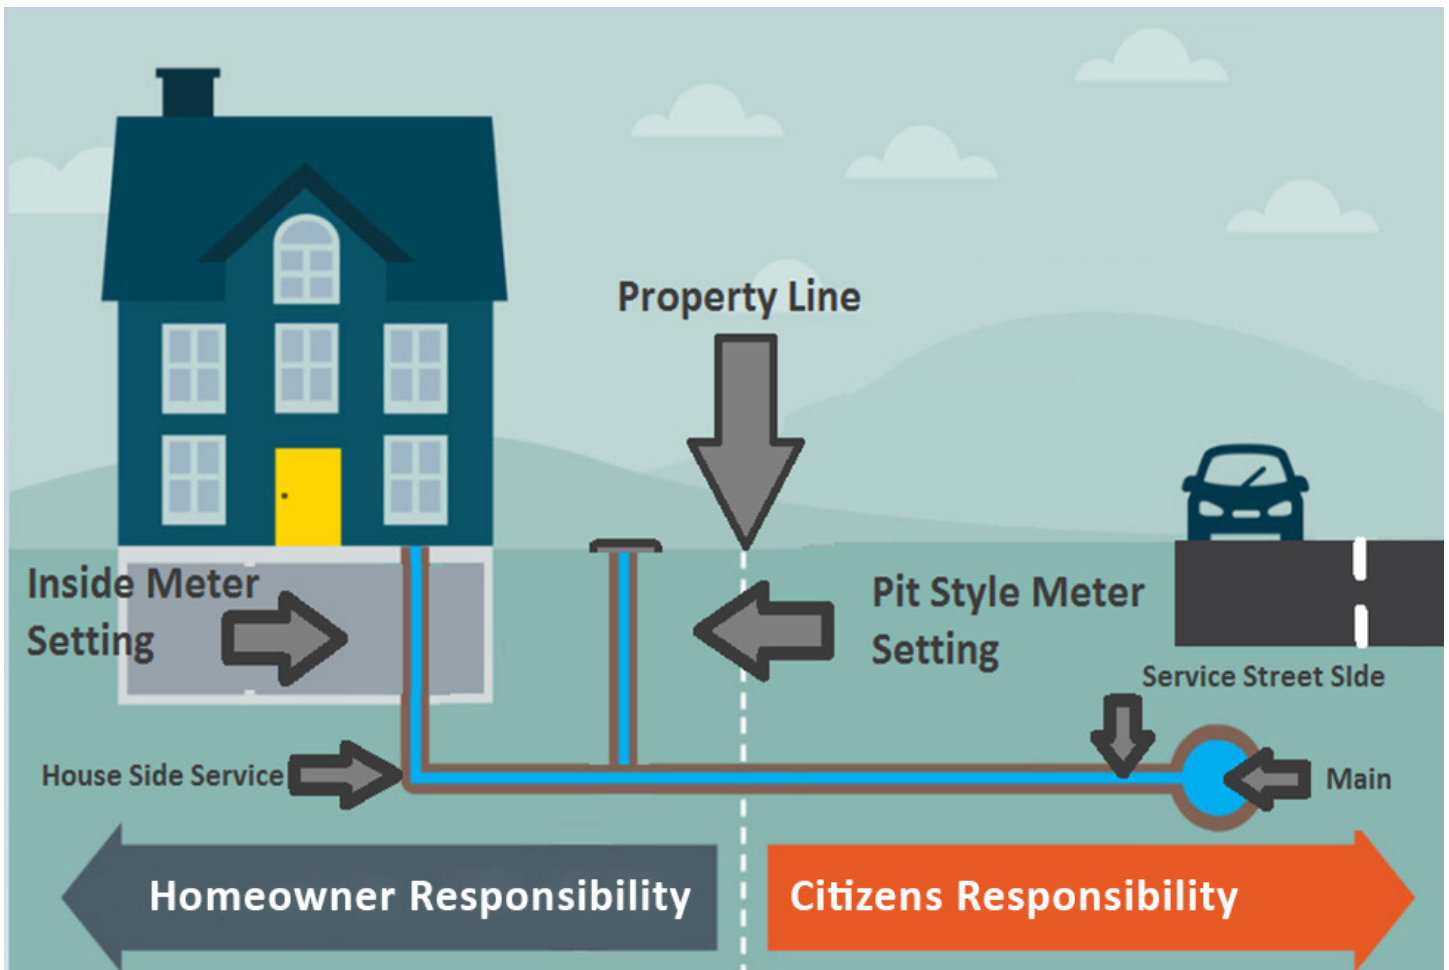 Property Line
Inside Meter
Setting
Pit Style Meter
Setting
Service Street SIde
House Side Service
Main
Homeowner Responsibility
Citizens Responsibility